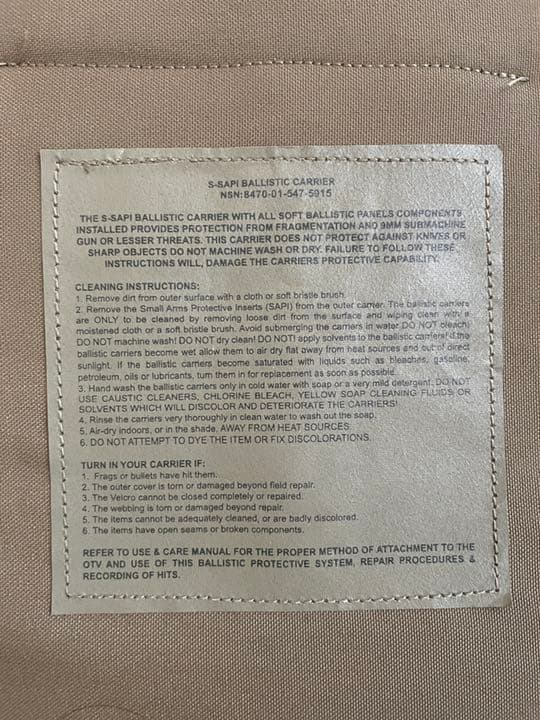 S-SAPI BALLISTIC CARRIER
NSN:8470-01-547-5915
THE S-SAPI BALLISTIC CARRIER WITH ALL SOFT BALLISTIC PANELS COMPONENTS
INSTALLED PROVIDES PROTECTION FROM FRAGMENTATION AND 9MM SUBMACHINE
GUN OR LESSER THREATS. THIS CARRIER DOES NOT PROTECT AGAINST KNIVES OR
SHARP OBJECTS DO NOT MACHINE WASH OR DRY. FAILURE TO FOLLOW THESE
INSTRUCTIONS WILL, DAMAGE THE CARRIERS PROTECTIVE CAPABILITY.
CLEANING INSTRUCTIONS:
1. Remove dirt from outer surface with a cloth or soft bristle brush.
2. Remove the Small Arms Protective Inserts (SAPI) from the outer carrier. The ballistic carriers
are ONLY to be cleaned by removing loose dirt from the surface and wiping clean with a
moistened cloth or a soft bristle brush. Avoid submerging the carriers in water. DO NOT bleach!
DO NOT machine wash! DO NOT dry clean! DO NOT! apply solvents to the ballistic carriers! If the
ballistic carriers become wet allow them to air dry flat away from heat sources and out of direct
sunlight. If the ballistic carriers become saturated with liquids such as bleaches, gasoline,
petroleum, oils or lubricants, turn them in for replacement as soon as possible.
3. Hand wash the ballistic carriers only in cold water with soap or a very mild detergent. DO NOT
USE CAUSTIC CLEANERS, CHLORINE BLEACH, YELLOW SOAP CLEANING FLUIDS OR
SOLVENTS WHICH WILL DISCOLOR AND DETERIORATE THE CARRIERS!
4. Rinse the carriers very thoroughly in clean water to wash out the soap.
5. Air-dry indoors, or in the shade, AWAY FROM HEAT SOURCES.
6. DO NOT ATTEMPT TO DYE THE ITEM OR FIX DISCOLORATIONS.
TURN IN YOUR CARRIER IF:
1. Frags or bullets have hit them.
2. The outer cover is torn or damaged beyond field repair.
3. The Velcro cannot be closed completely or repaired.
4. The webbing is torn or damaged beyond repair.
5. The items cannot be adequately cleaned, or are badly discolored.
6. The items have open seams or broken components.
REFER TO USE & CARE MANUAL FOR THE PROPER METHOD OF ATTACHMENT TO THE
OTV AND USE OF THIS BALLISTIC PROTECTIVE SYSTEM, REPAIR PROCEDURES &
RECORDING OF HITS.